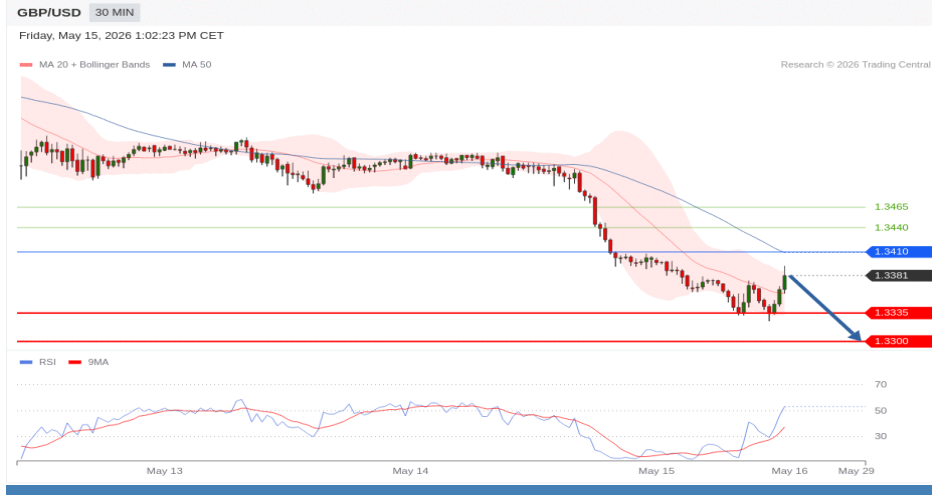 GBP/USD 30 MIN
Friday, May 15, 2026 1:02:23 PM CET
MA 20 + Bollinger Bands MA 50 Research © 2026 Trading Central
1.3465
1.3440
1.3410
1.3381
1.3335
1.3300
RSI 9MA
70
50
30
May 13 May 14 May 15 May 16 May 29